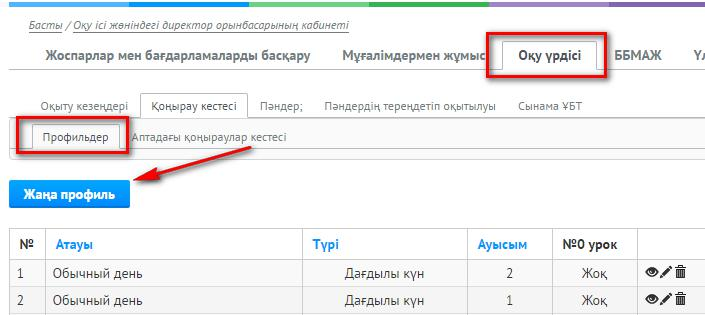 Басты / Оқу ісі жөніндегі директор орынбасарының кабинеті
Жоспарлар мен бағдарламаларды басқару Мұғалімдермен жұмыс Оқу үрдісі ББМАЖ
Оқыту кезеңдері Қоңырау кестесі Пәндер; Пәндердің тереңдетіп оқытылуы Сынама ҰБТ
Профильдер Аптадағы қоңыраулар кестесі
Жаңа профиль
№ Атауы Түрі Ауысым №0 урок
1 Обычный день Дағдылы күн 2 Жоқ
2 Обычный день Дағдылы күн 1 Жоқ